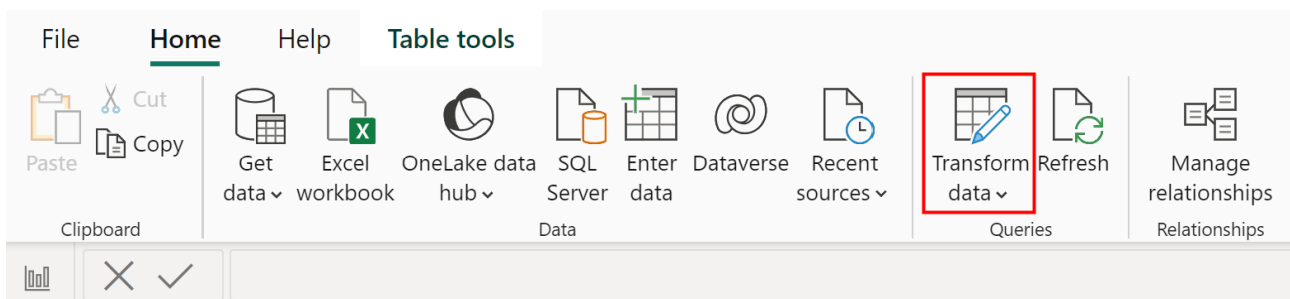 File Home Help Table tools
Cut
Copy
Paste
Get data
Excel workbook
OneLake data hub
SQL Server
Enter data
Dataverse
Recent sources
Transform data
Refresh
Manage relationships
Clipboard
Data
Queries
Relationships